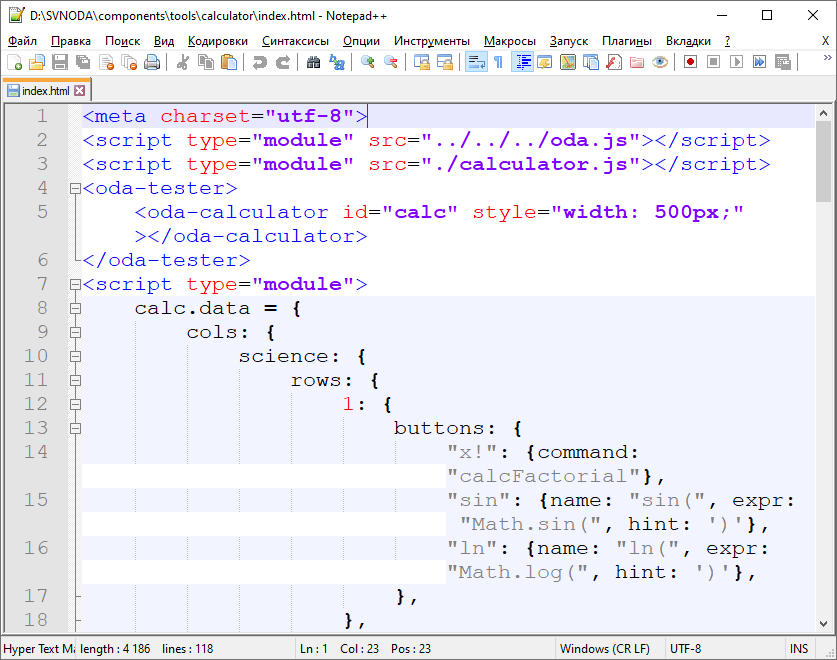 D:\SVNODA\components\tools\calculator\index.html - Notepad++
Файл Правка Поиск Вид Кодировки Синтаксисы Опции Инструменты Макросы Запуск Плагины Вкладки ? X
index.html
1 <meta charset="utf-8">
2 <script type="module" src="../../../oda.js"></script>
3 <script type="module" src="./calculator.js"></script>
4 <oda-tester>
5 <oda-calculator id="calc" style="width: 500px;"
></oda-calculator>
6 </oda-tester>
7 <script type="module">
8 calc.data = {
9 cols: {
10 science: {
11 rows: {
12 1: {
13 buttons: {
14 "x!": {command:
"calcFactorial"},
15 "sin": {name: "sin(", expr:
"Math.sin(", hint: ')'},
16 "ln": {name: "ln(", expr:
"Math.log(", hint: ')'},
17 },
18 },
Hyper Text Ma length : 4 186 lines : 118 Ln : 1 Col : 23 Pos : 23 Windows (CR LF) UTF-8 INS